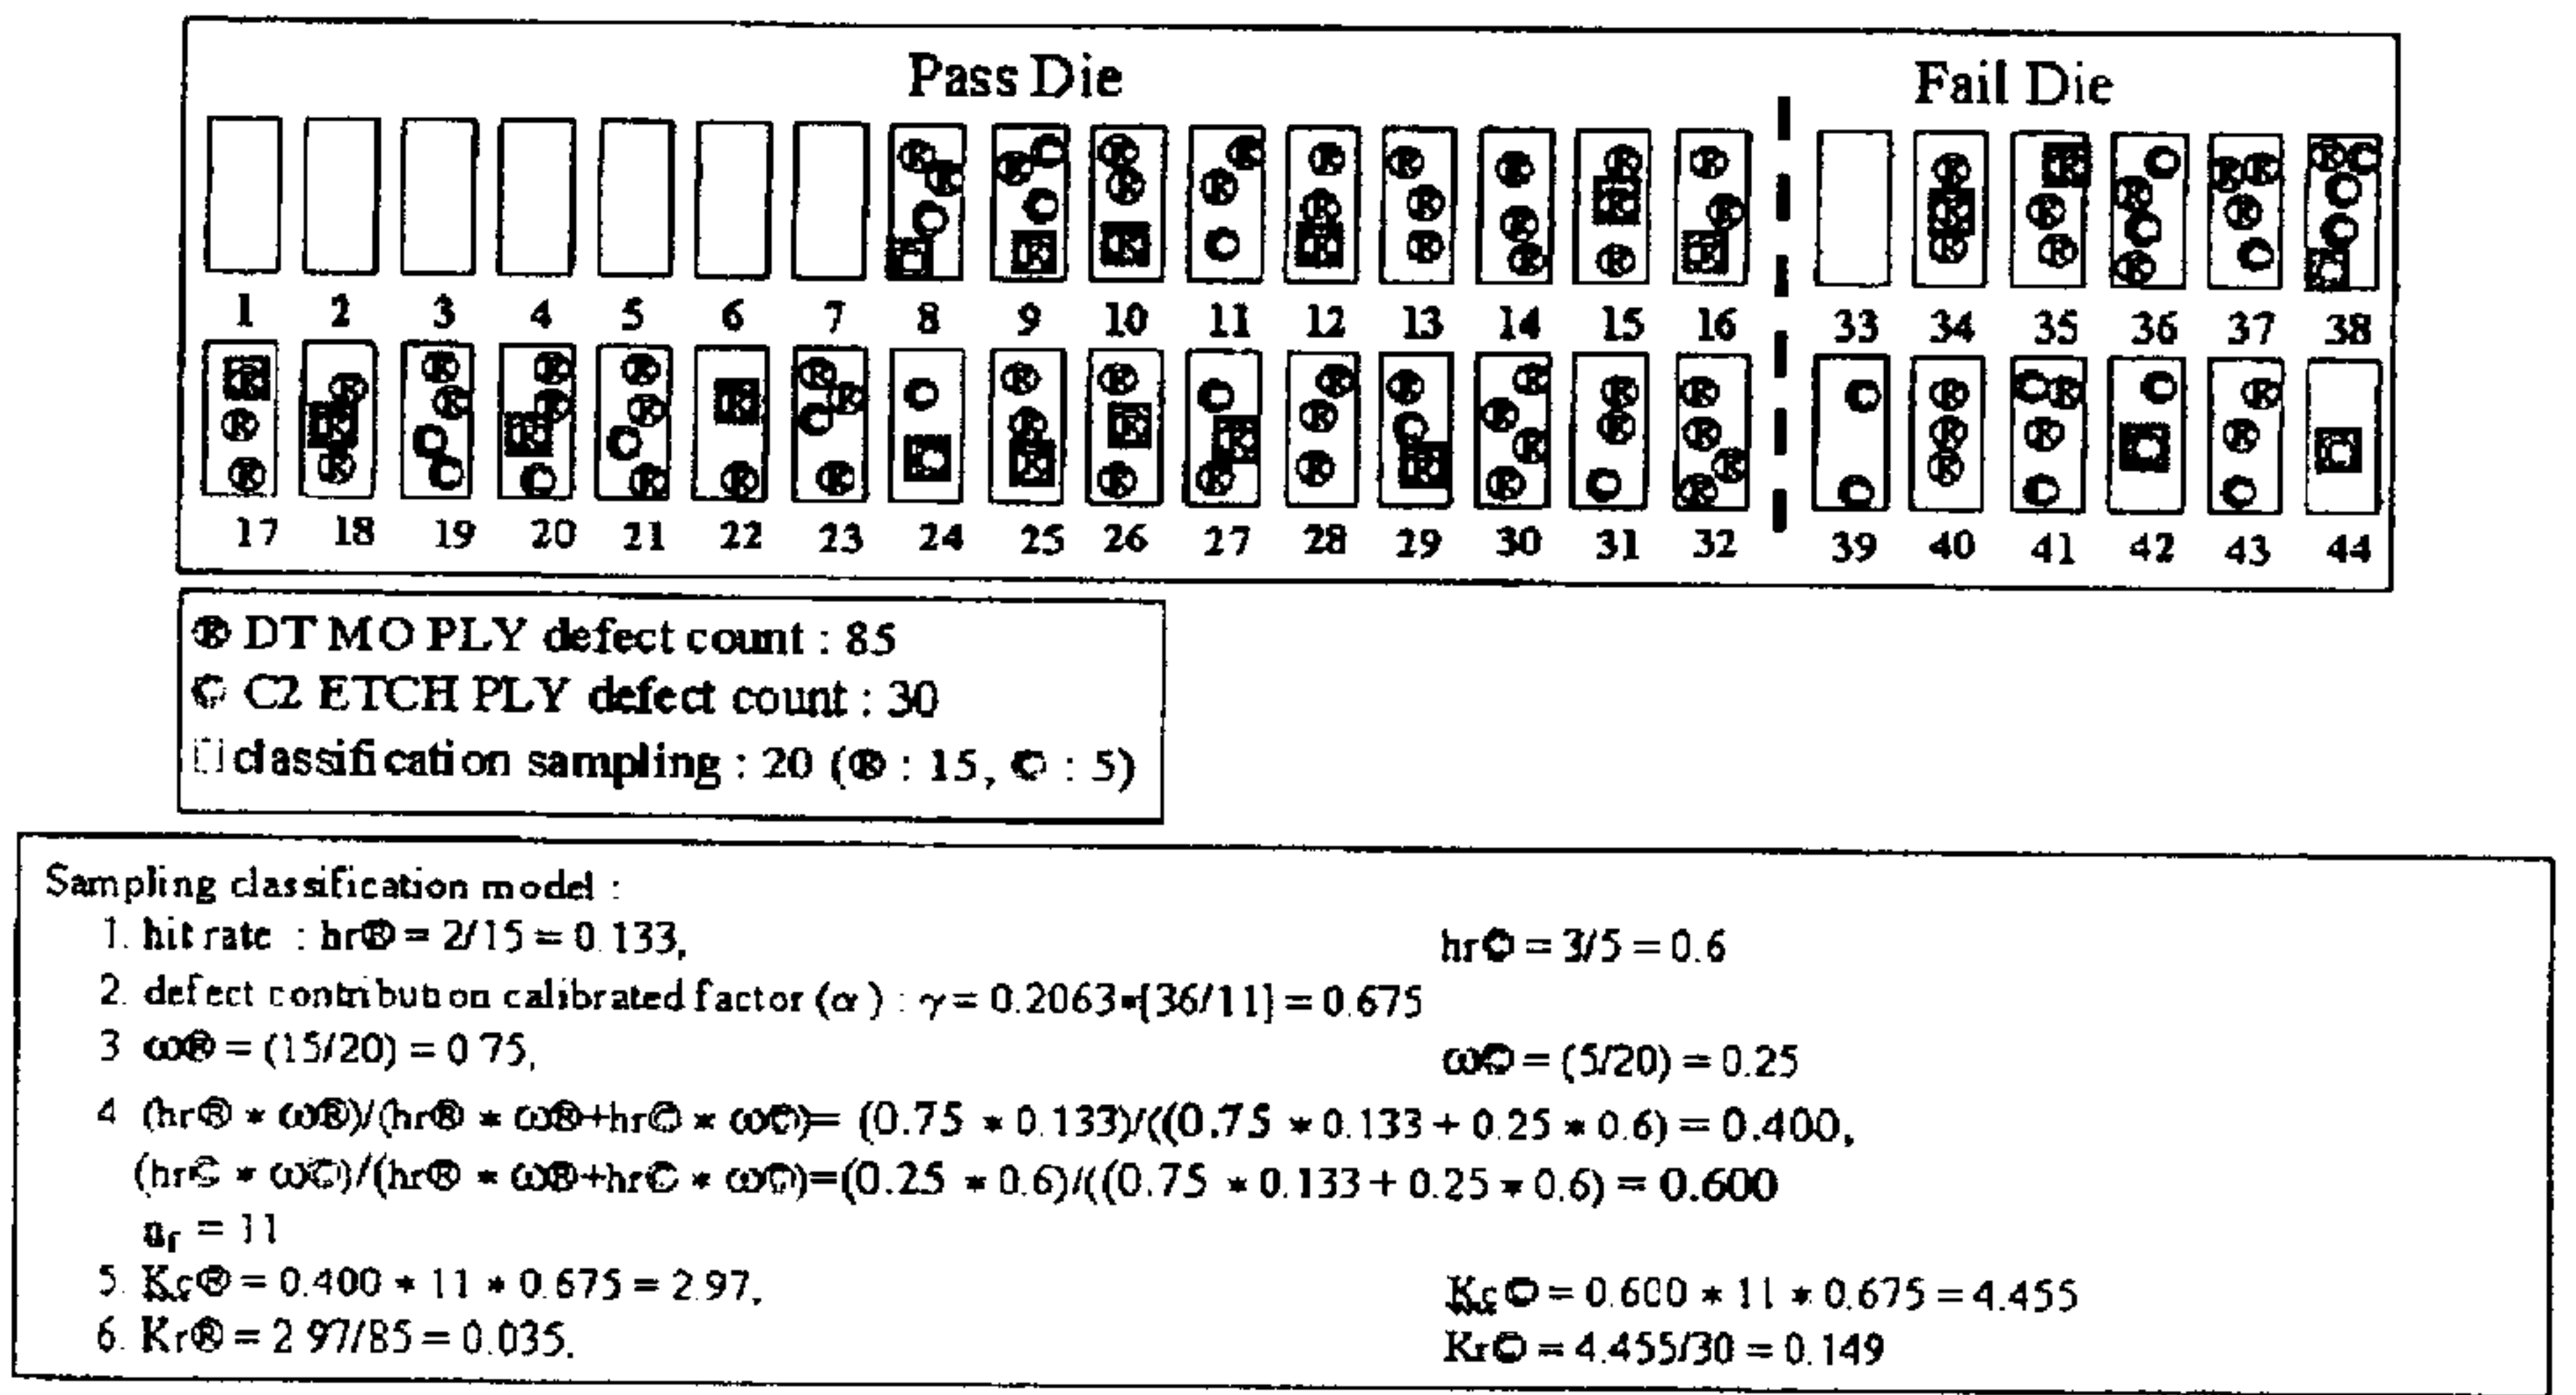 Pass Die Fail Die
1 2 3 4 5 6 7 8 9 10 11 12 13 14 15 16 33 34 35 36 37 38
17 18 19 20 21 22 23 24 25 26 27 28 29 30 31 32 39 40 41 42 43 44
® DT MO PLY defect count : 85
© C2 ETCH PLY defect count : 30
□ classification sampling : 20 (® : 15, © : 5)
Sampling classification model :
1. hit rate : hr® = 2/15 = 0.133, hr© = 3/5 = 0.6
2. defect contribution calibrated factor (α) : γ = 0.2063*[36/11] = 0.675
3 ω® = (15/20) = 0.75, ω© = (5/20) = 0.25
4 (hr® * ω®)/(hr® * ω®+hr© * ω©)= (0.75 * 0.133)/((0.75 * 0.133 + 0.25 * 0.6) = 0.400,
(hr© * ω©)/(hr® * ω®+hr© * ω©)=(0.25 * 0.6)/((0.75 * 0.133 + 0.25 * 0.6) = 0.600
nf = 11
5. Kc® = 0.400 * 11 * 0.675 = 2.97, Kc© = 0.600 * 11 * 0.675 = 4.455
6. Kr® = 2.97/85 = 0.035. Kr© = 4.455/30 = 0.149